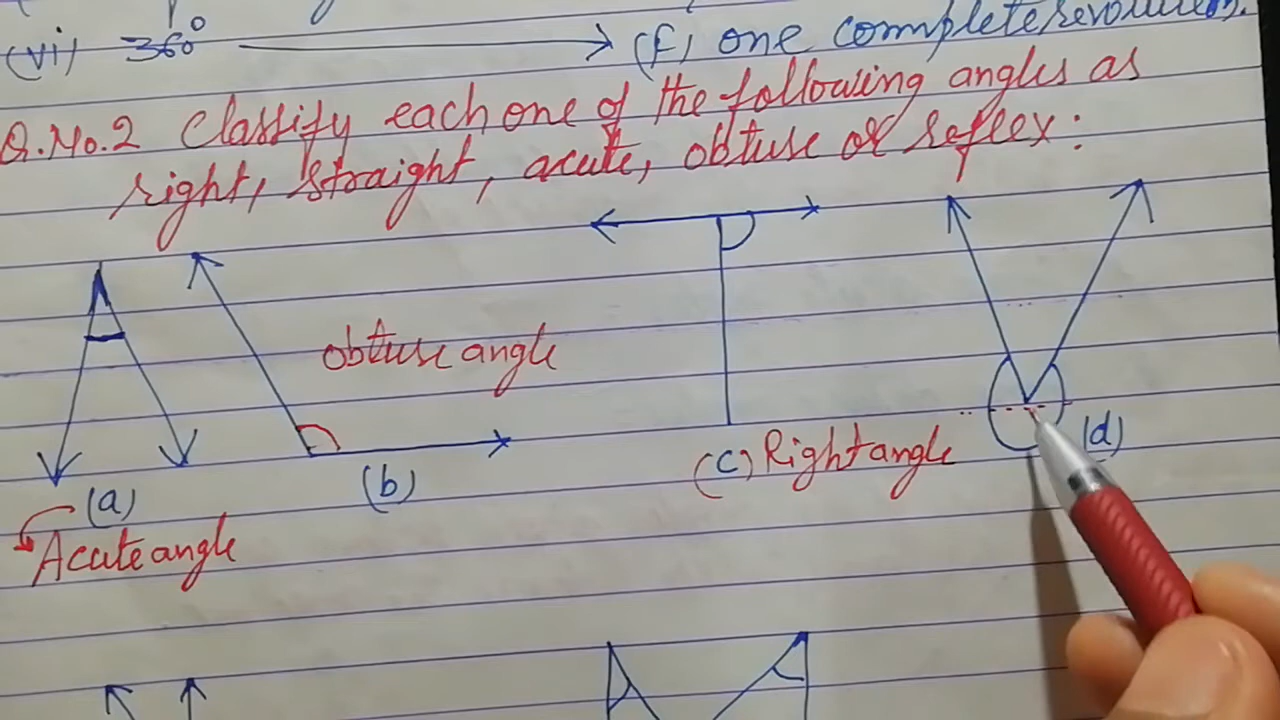 (vi) 360° (f) one complete revolution.
Q.No.2 Classify each one of the following angles as
right, straight, acute, obtuse or reflex:
obtuse angle
(a)
(b)
(c) Right angle
(d)
Acute angle